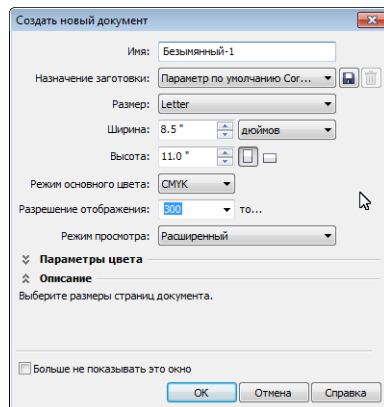 Создать новый документ
Имя: Безымянный-1
Назначение заготовки: Параметр по умолчанию Cor...
Размер: Letter
Ширина: 8.5 " дюймов
Высота: 11.0 "
Режим основного цвета: CMYK
Разрешение отображения: 300 то...
Режим просмотра: Расширенный
Параметры цвета
Описание
Выберите размеры страниц документа.
Больше не показывать это окно
OK Отмена Справка